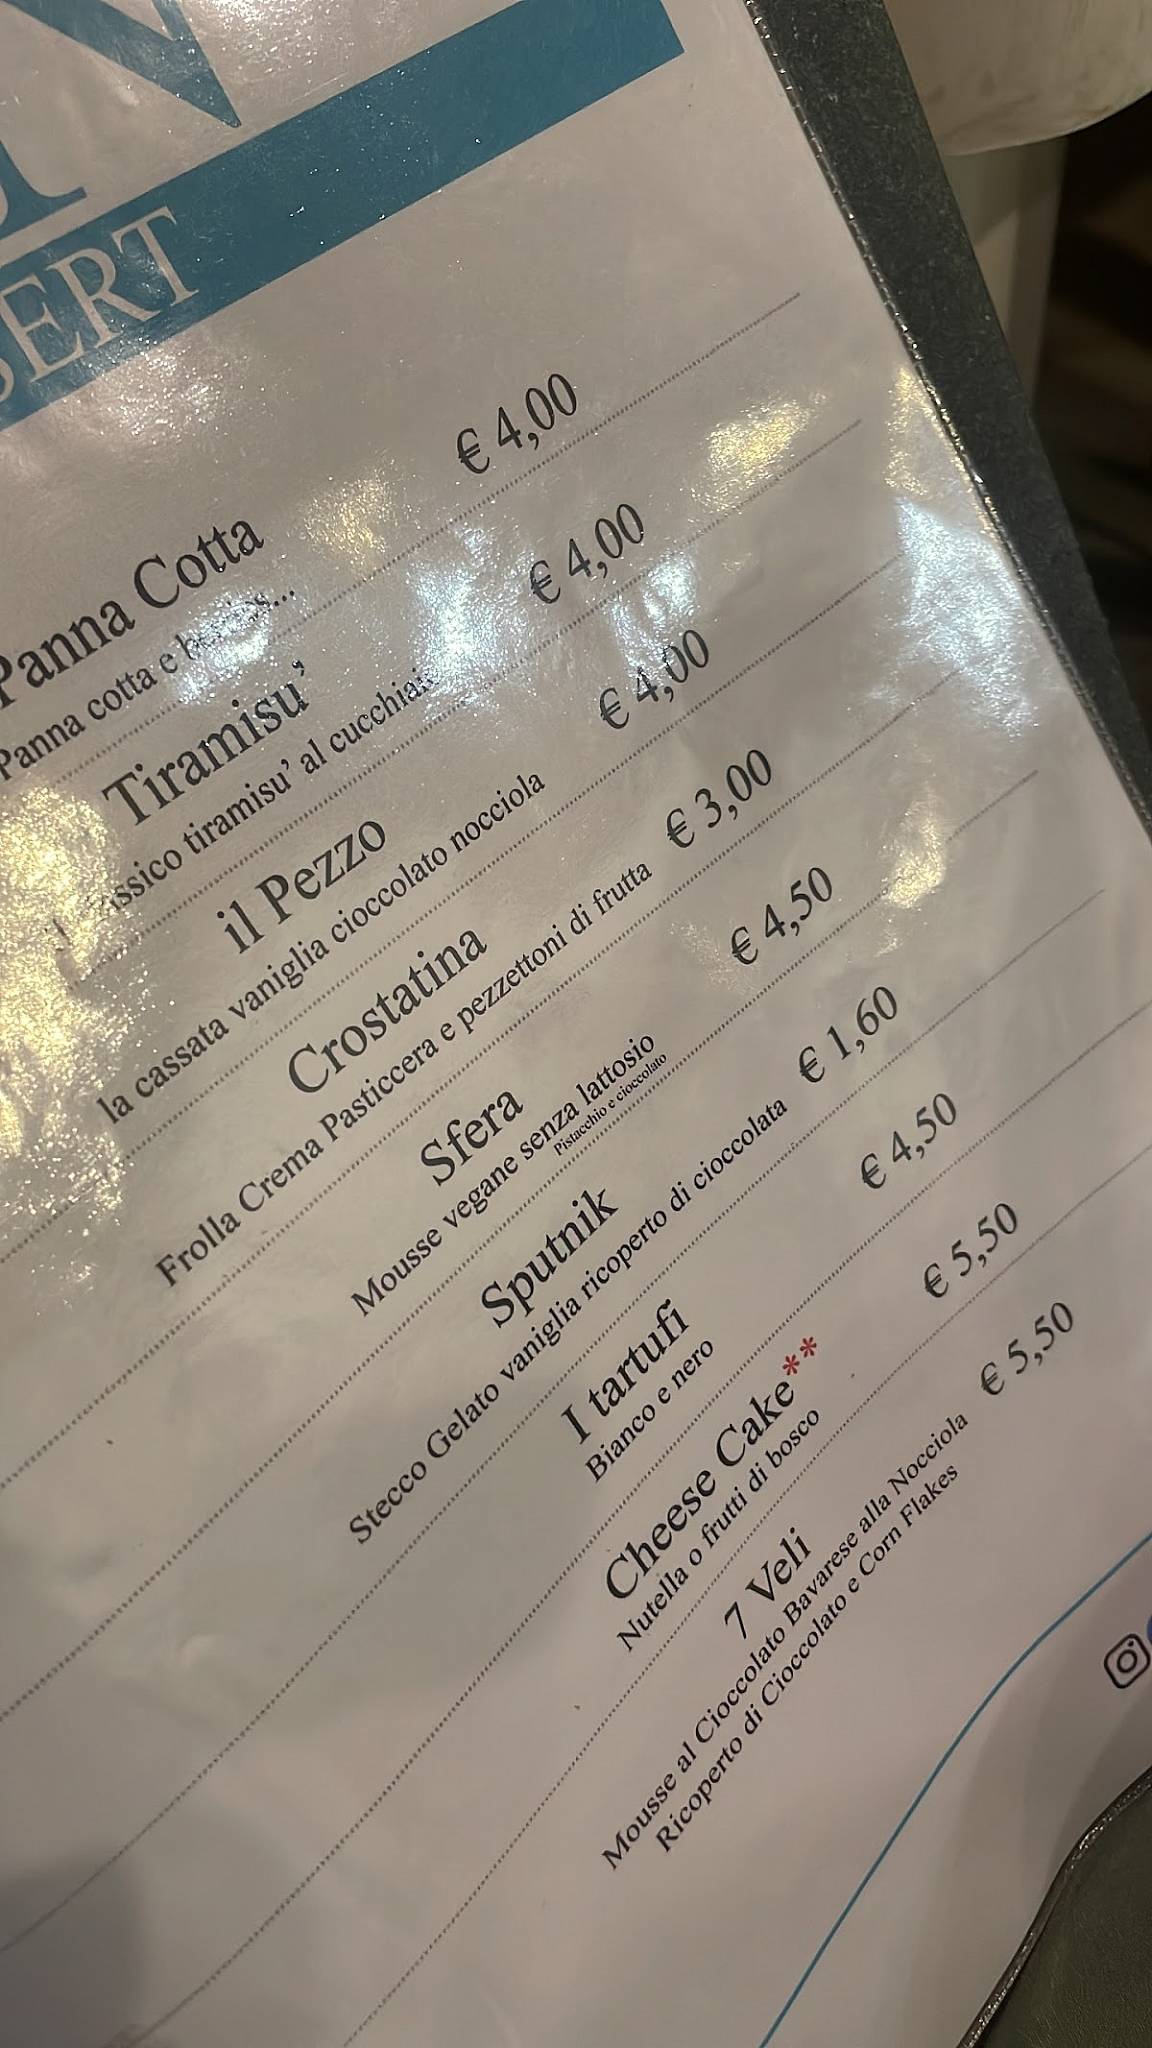 SERT
Panna Cotta € 4,00
Panna cotta e
Tiramisu' € 4,00
tiramisu' al cucchiaio
il Pezzo € 4,00
la cassata vaniglia cioccolato nocciola
Crostatina € 3,00
Frolla Crema Pasticcera e pezzettoni di frutta
Sfera € 4,50
Mousse vegane senza lattosio
Pistacchio e cioccolato
Sputnik € 1,60
Stecco Gelato vaniglia ricoperto di cioccolata
I tartufi € 4,50
Bianco e nero
Cheese Cake** € 5,50
Nutella o frutti di bosco
7 Veli € 5,50
Mousse al Cioccolato Bavarese alla Nocciola
Ricoperto di Cioccolato e Corn Flakes